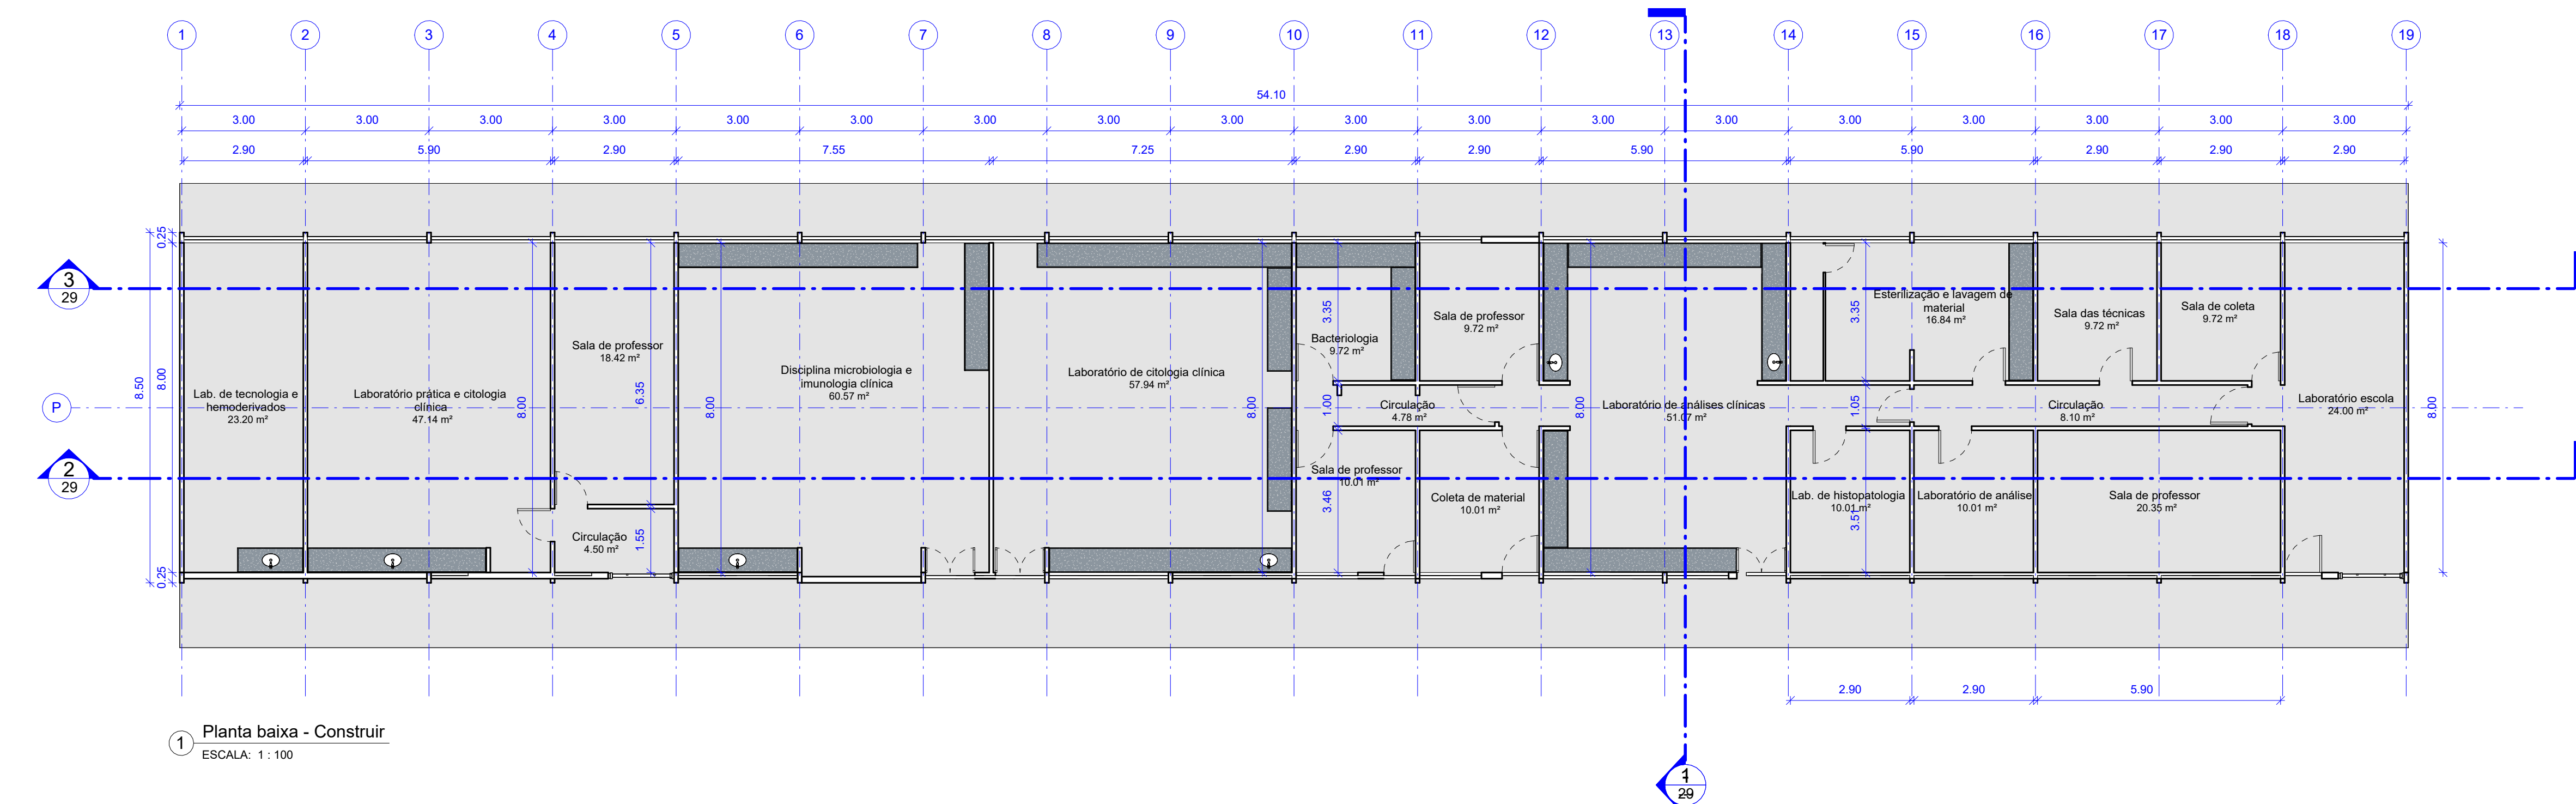 1 2 3 4 5 6 7 8 9 10 11 12 13 14 15 16 17 18 19
54.10
3.00 3.00 3.00 3.00 3.00 3.00 3.00 3.00 3.00 3.00 3.00 3.00 3.00 3.00 3.00 3.00 3.00 3.00
2.90 5.90 2.90 7.55 7.25 2.90 2.90 5.90 5.90 2.90 2.90 2.90
0.25
8.50
8.00
0.25
3
29
P
2
29
Lab. de tecnologia e
hemoderivados
23.20 m²
Laboratório prática e citologia
clínica
47.14 m²
8.00
Sala de professor
18.42 m²
6.35
Circulação
4.50 m²
1.55
8.00
Disciplina microbiologia e
imunologia clínica
60.57 m²
Laboratório de citologia clínica
57.94 m²
8.00
3.35
Bacteriologia
9.72 m²
Sala de professor
9.72 m²
1.00
Circulação
4.78 m²
Sala de professor
10.01 m²
3.46
Coleta de material
10.01 m²
8.00
Laboratório de análises clínicas
51.07 m²
3.35
Esterilização e lavagem de
material
16.84 m²
Sala das técnicas
9.72 m²
Sala de coleta
9.72 m²
1.05
Circulação
8.10 m²
Laboratório escola
24.00 m²
8.00
Lab. de histopatologia
10.01 m²
3.51
Laboratório de análise
10.01 m²
Sala de professor
20.35 m²
2.90 2.90 5.90
1 Planta baixa - Construir
ESCALA: 1 : 100
1
29